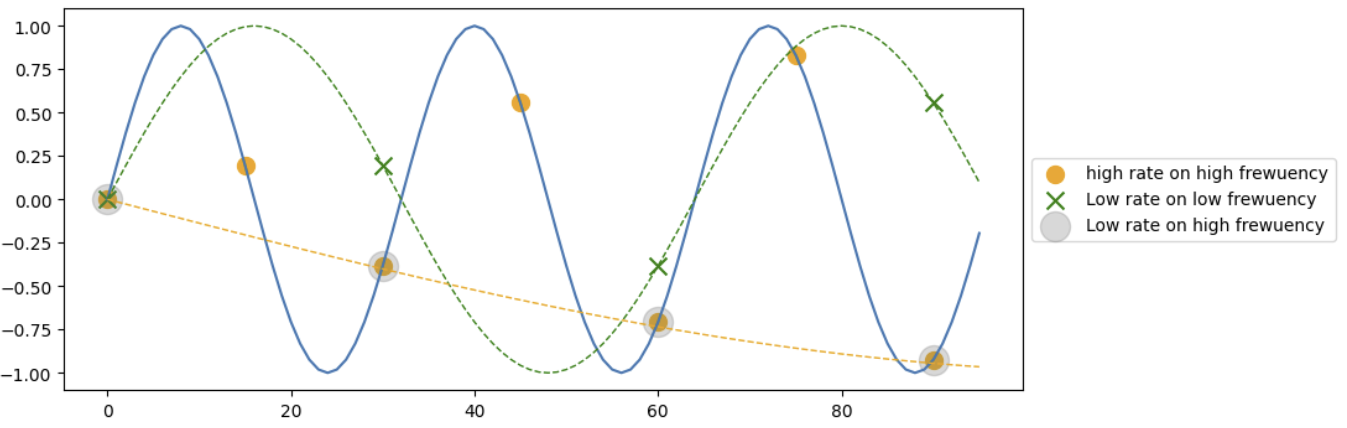 1.00
0.75
0.50
0.25
0.00
−0.25
−0.50
−0.75
−1.00
0 20 40 60 80
high rate on high frewuency
Low rate on low frewuency
Low rate on high frewuency